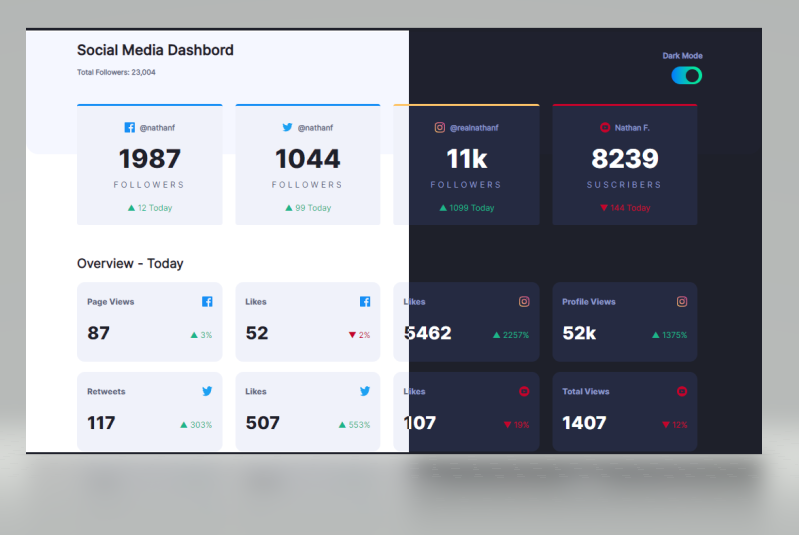 Social Media Dashbord
Total Followers: 23,004
Dark Mode
@nathanf
1987
FOLLOWERS
▲ 12 Today
@nathanf
1044
FOLLOWERS
▲ 99 Today
@realnathanf
11k
FOLLOWERS
▲ 1099 Today
Nathan F.
8239
SUSCRIBERS
▼ 144 Today
Overview - Today
Page Views
87
▲ 3%
Likes
52
▼ 2%
Likes
5462
▲ 2257%
Profile Views
52k
▲ 1375%
Retweets
117
▲ 303%
Likes
507
▲ 553%
Likes
107
▼ 19%
Total Views
1407
▼ 12%